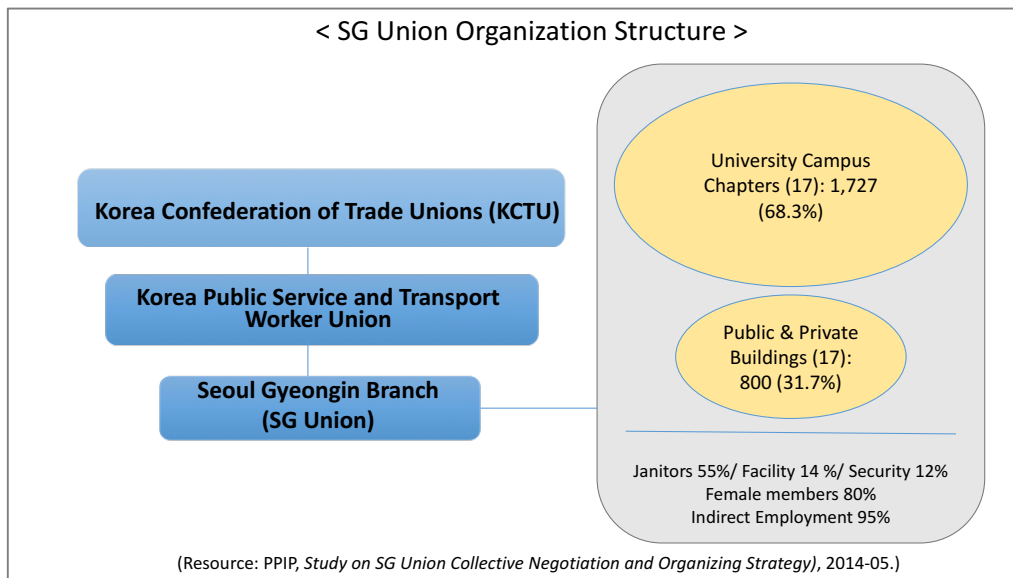 < SG Union Organization Structure >
Korea Confederation of Trade Unions (KCTU)
Korea Public Service and Transport
Worker Union
Seoul Gyeongin Branch
(SG Union)
University Campus
Chapters (17): 1,727
(68.3%)
Public & Private
Buildings (17):
800 (31.7%)
Janitors 55%/ Facility 14 %/ Security 12%
Female members 80%
Indirect Employment 95%
(Resource: PPIP, Study on SG Union Collective Negotiation and Organizing Strategy), 2014-05.)